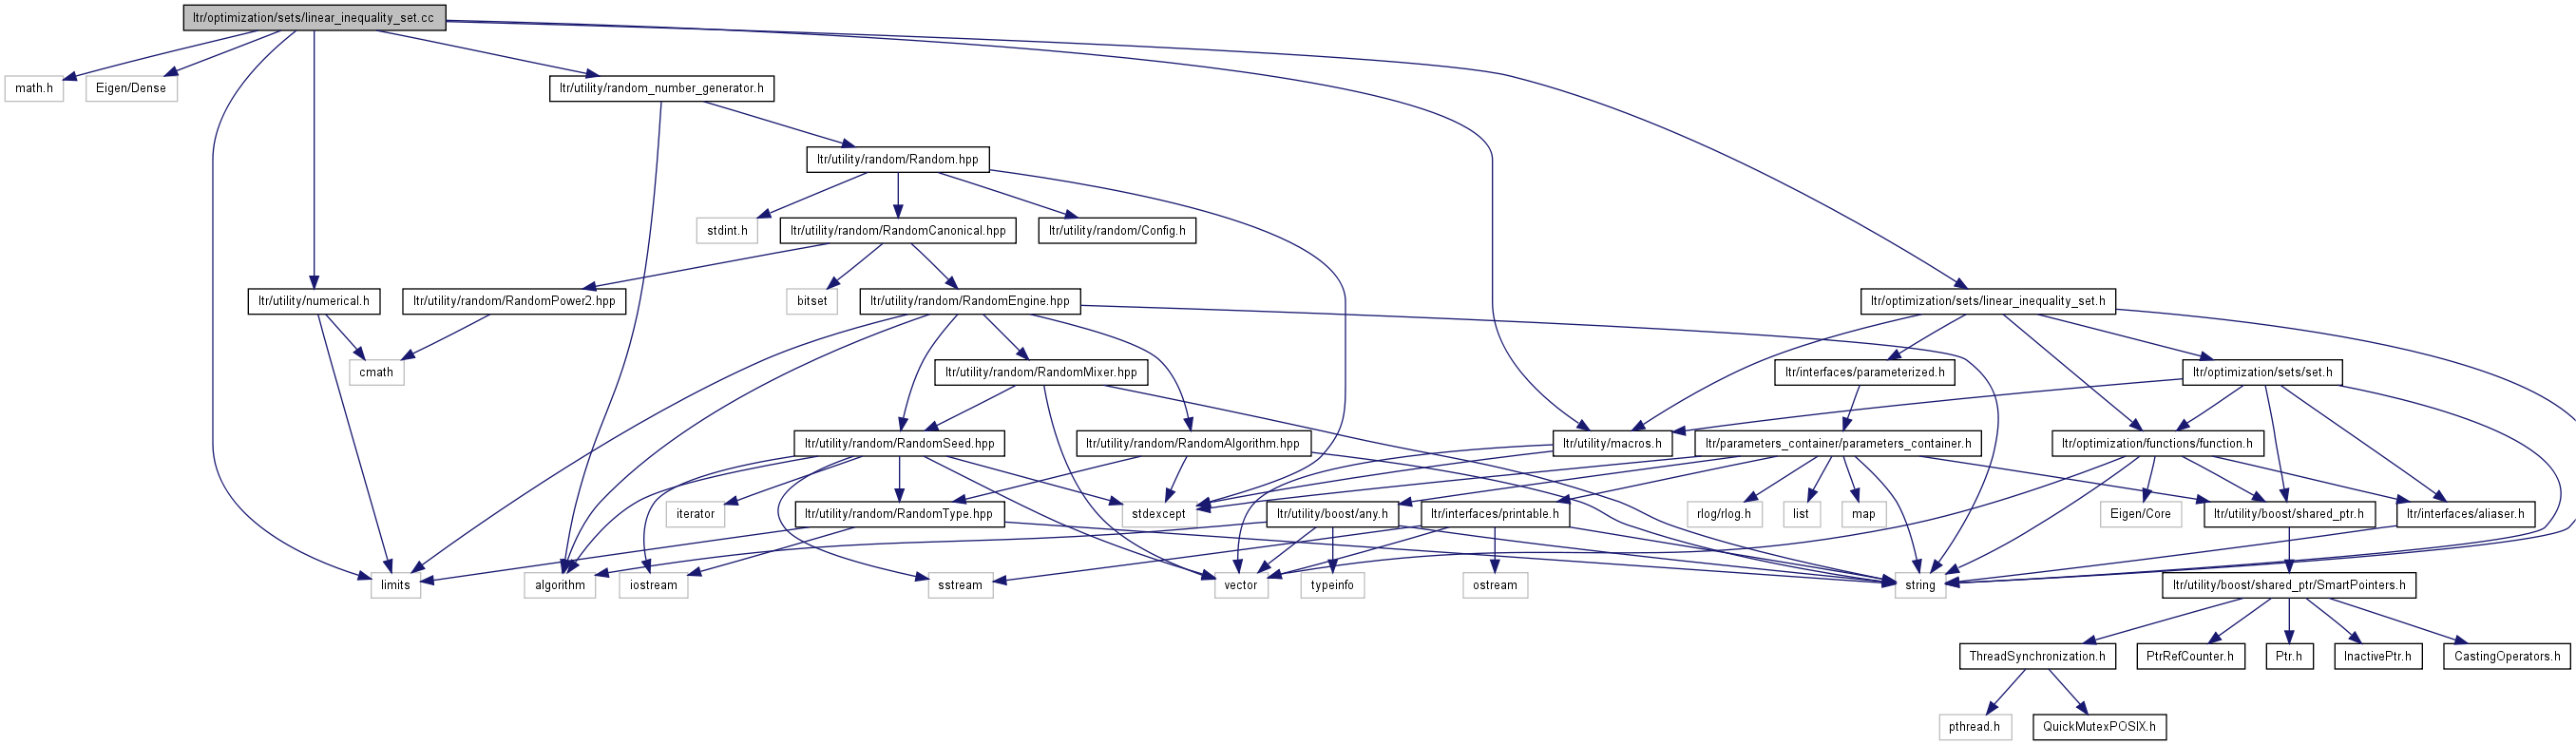 ltr/optimization/sets/linear_inequality_set.cc
math.h
Eigen/Dense
ltr/utility/random_number_generator.h
ltr/utility/random/Random.hpp
stdint.h
ltr/utility/random/RandomCanonical.hpp
ltr/utility/random/Config.h
ltr/utility/numerical.h
ltr/utility/random/RandomPower2.hpp
bitset
ltr/utility/random/RandomEngine.hpp
ltr/optimization/sets/linear_inequality_set.h
cmath
ltr/utility/random/RandomMixer.hpp
ltr/interfaces/parameterized.h
ltr/optimization/sets/set.h
ltr/utility/random/RandomSeed.hpp
ltr/utility/random/RandomAlgorithm.hpp
ltr/utility/macros.h
ltr/parameters_container/parameters_container.h
ltr/optimization/functions/function.h
iterator
ltr/utility/random/RandomType.hpp
stdexcept
ltr/utility/boost/any.h
ltr/interfaces/printable.h
rlog/rlog.h
list
map
Eigen/Core
ltr/utility/boost/shared_ptr.h
ltr/interfaces/aliaser.h
limits
algorithm
iostream
sstream
vector
typeinfo
ostream
string
ltr/utility/boost/shared_ptr/SmartPointers.h
ThreadSynchronization.h
PtrRefCounter.h
Ptr.h
InactivePtr.h
CastingOperators.h
pthread.h
QuickMutexPOSIX.h